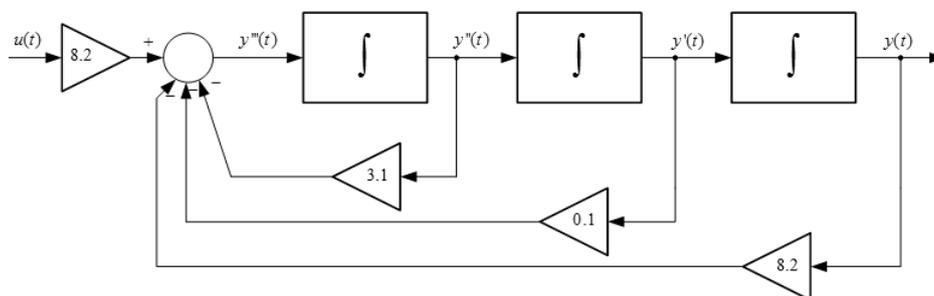 u(t)
8.2
+
y'''(t)
∫
y''(t)
∫
y'(t)
∫
y(t)
−
−
−
3.1
0.1
8.2